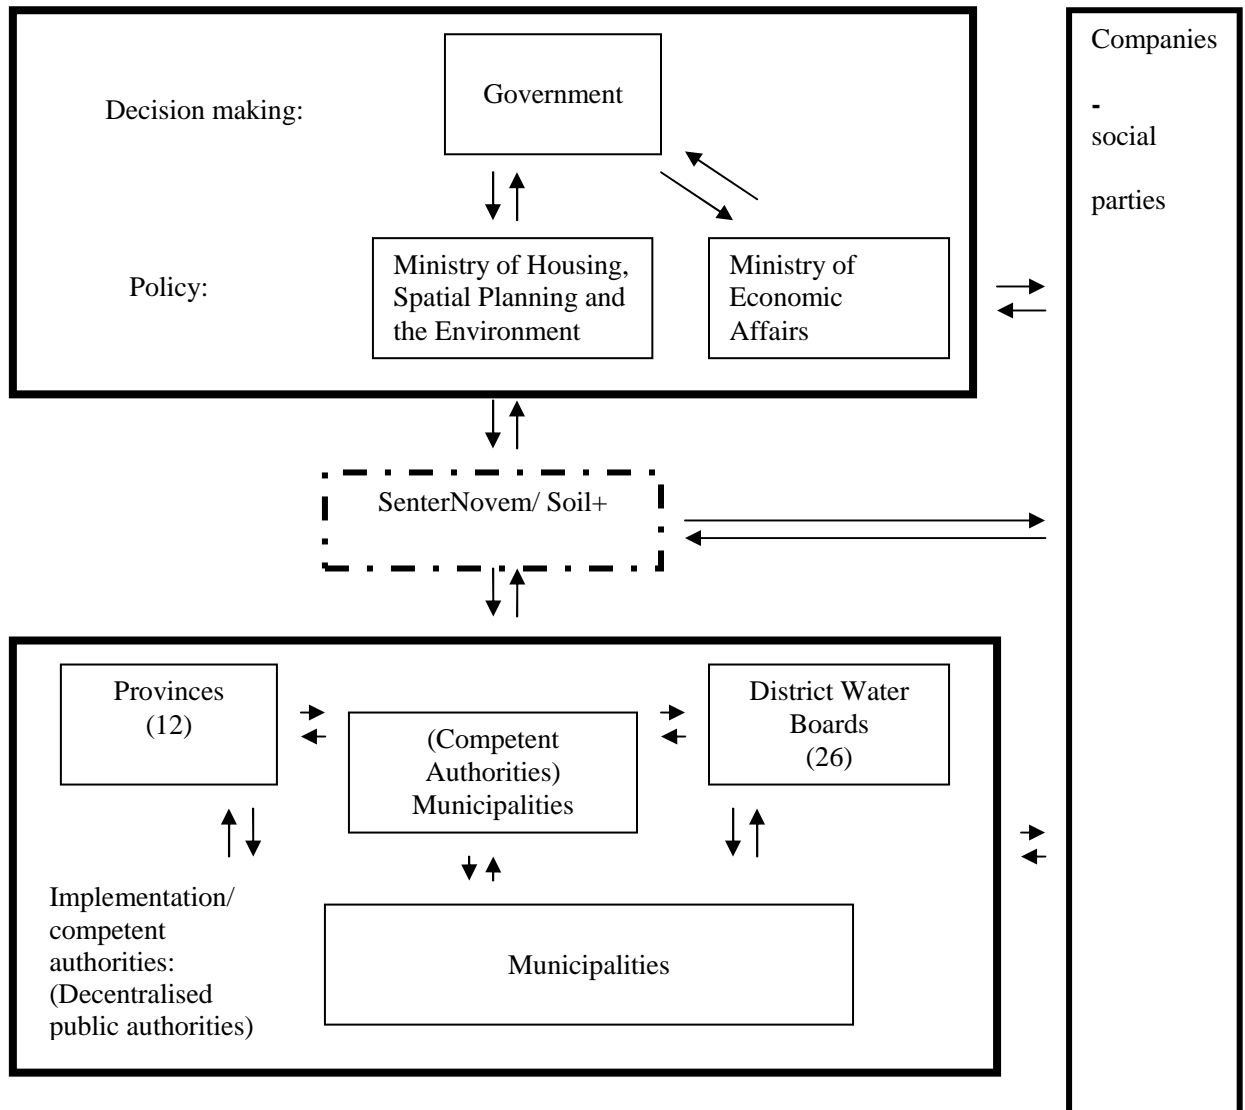 Decision making:
Government
Policy:
Ministry of Housing,
Spatial Planning and
the Environment
Ministry of
Economic
Affairs
Companies
-
social
parties
SenterNovem/ Soil+
Provinces
(12)
(Competent
Authorities)
Municipalities
District Water
Boards
(26)
Implementation/
competent
authorities:
(Decentralised
public authorities)
Municipalities